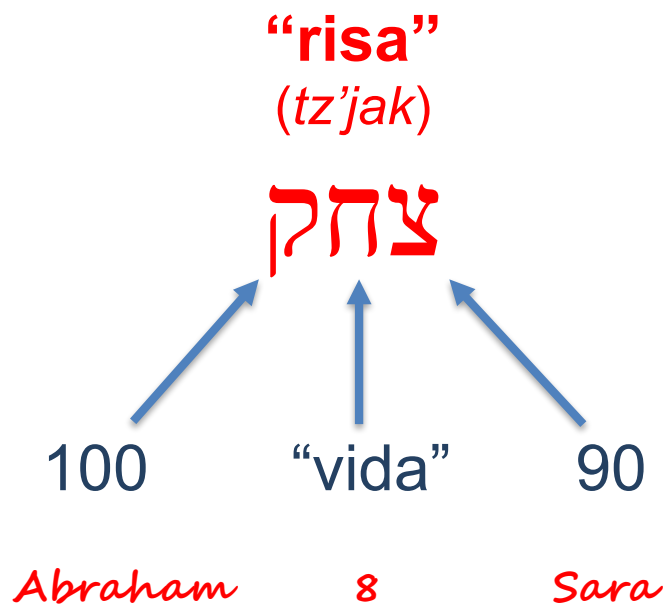 “risa”
(tz’jak)
צחק
100 “vida” 90
Abraham 8 Sara